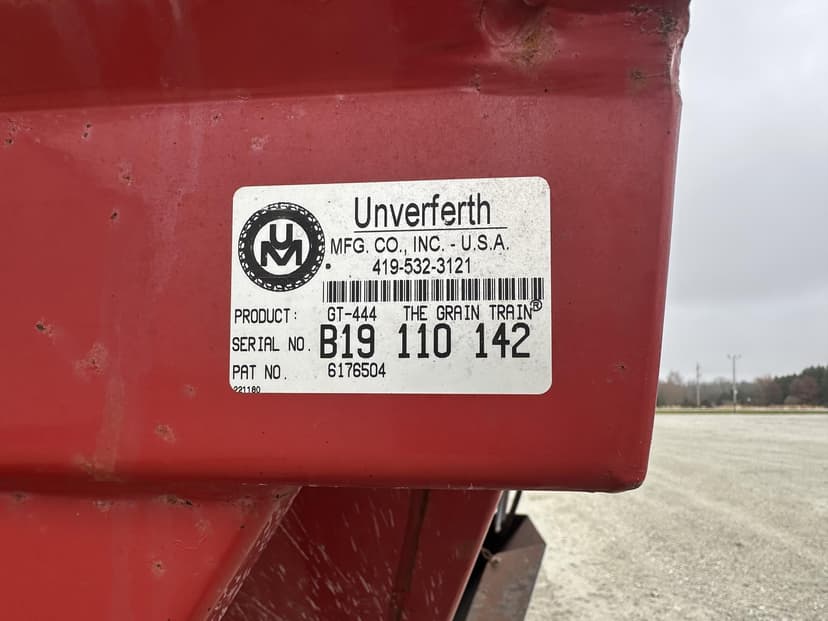 UM
Unverferth
MFG. CO., INC. - U.S.A.
419-532-3121
PRODUCT: GT-444 THE GRAIN TRAIN®
SERIAL NO. B19 110 142
PAT NO. 6176504
221180